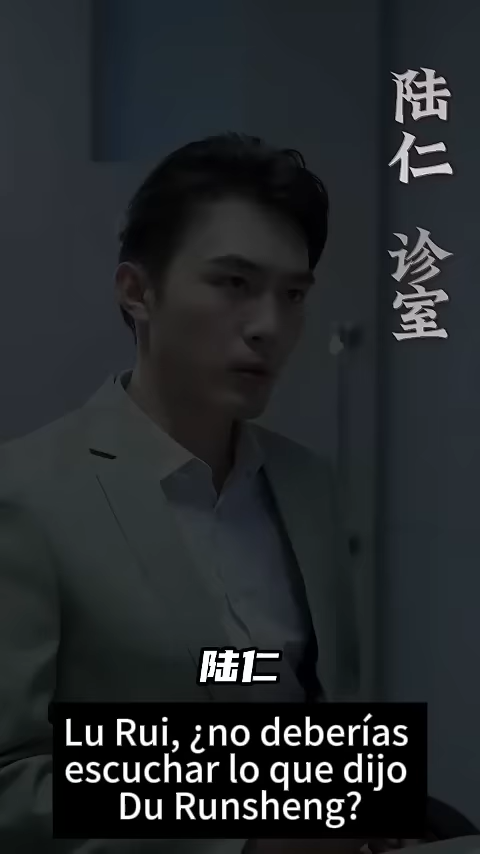 陆仁 诊室
陆仁
Lu Rui, ¿no deberías
escuchar lo que dijo
Du Runsheng?